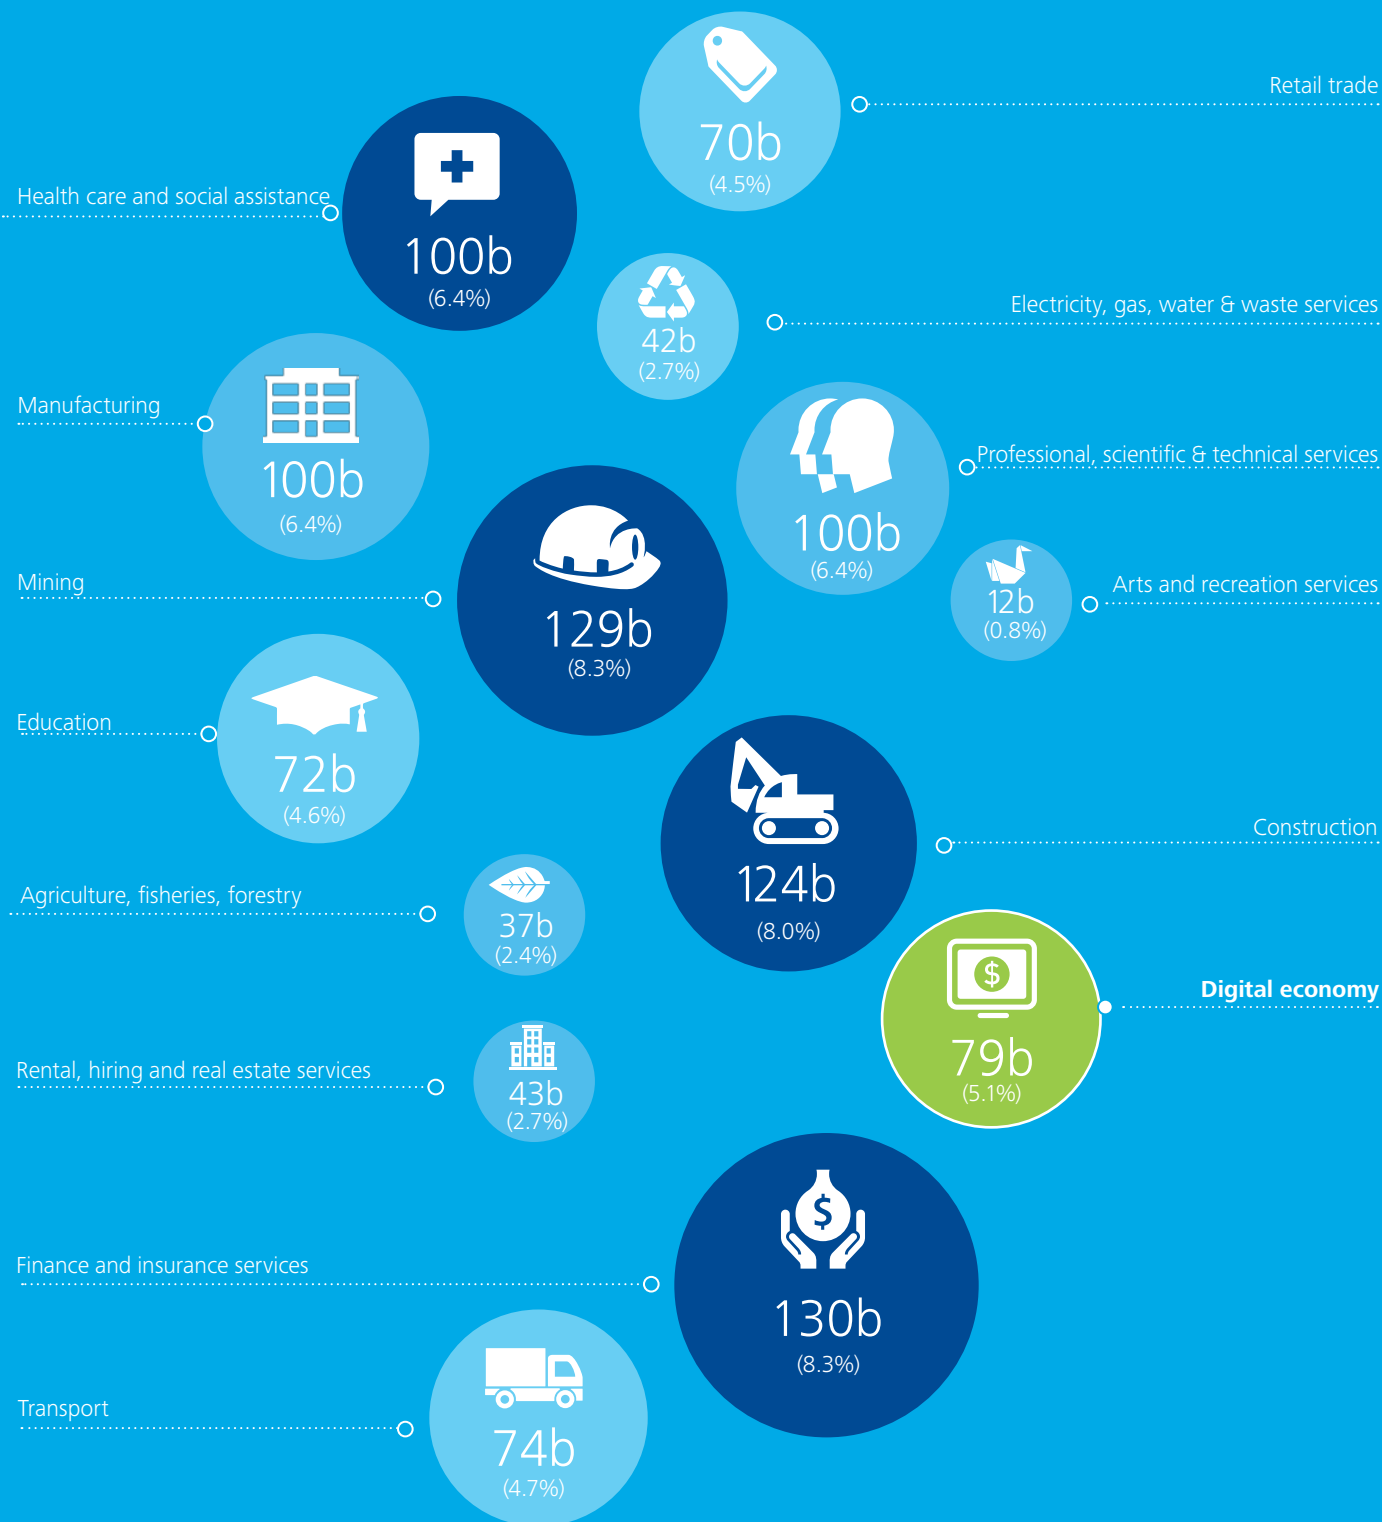 Retail trade
70b
(4.5%)
Health care and social assistance
100b
(6.4%)
Electricity, gas, water & waste services
42b
(2.7%)
Manufacturing
100b
(6.4%)
Professional, scientific & technical services
100b
(6.4%)
Mining
129b
(8.3%)
Arts and recreation services
12b
(0.8%)
Education
72b
(4.6%)
Construction
124b
(8.0%)
Agriculture, fisheries, forestry
37b
(2.4%)
Digital economy
$
79b
(5.1%)
Rental, hiring and real estate services
43b
(2.7%)
Finance and insurance services
$
130b
(8.3%)
Transport
74b
(4.7%)